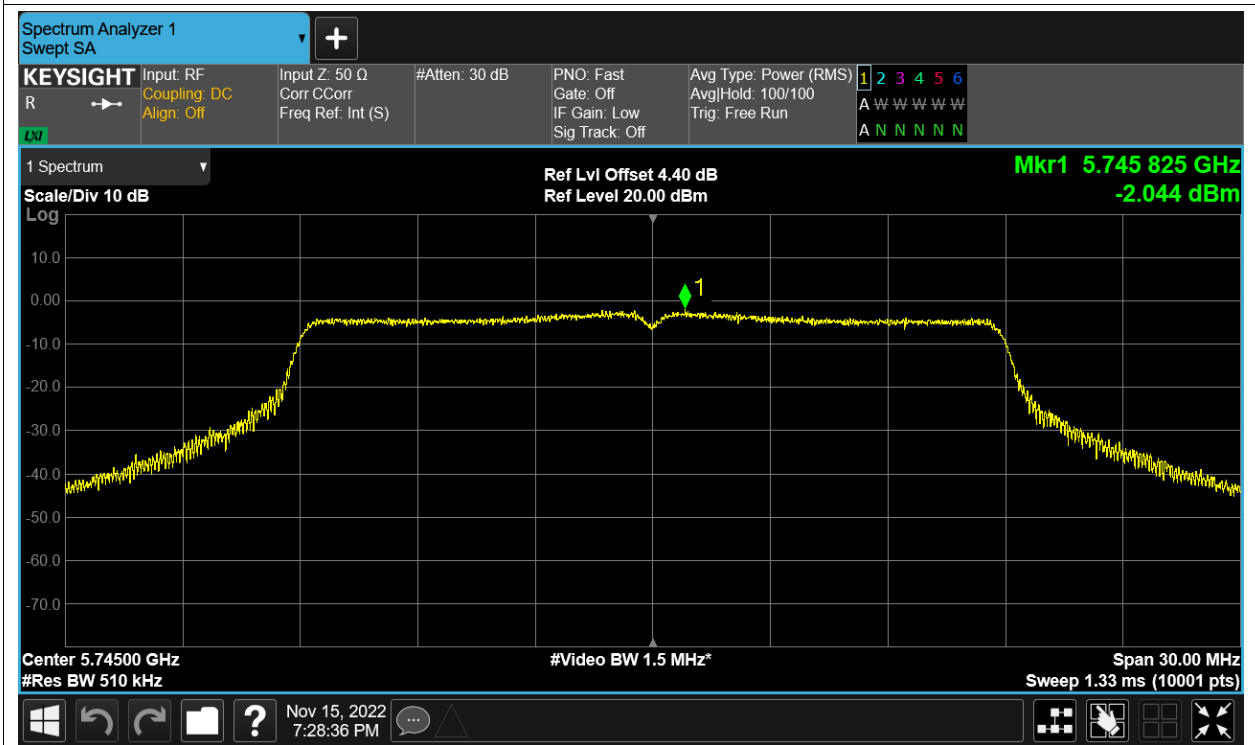 Spectrum Analyzer 1
Swept SA
KEYSIGHT
R
LXI
Input: RF
Coupling: DC
Align: Off
Input Z: 50 Ω
Corr CCorr
Freq Ref: Int (S)
#Atten: 30 dB
PNO: Fast
Gate: Off
IF Gain: Low
Sig Track: Off
Avg Type: Power (RMS)
Avg|Hold: 100/100
Trig: Free Run
1 2 3 4 5 6
A W W W W W
A N N N N N
1 Spectrum
Scale/Div 10 dB
Log
Ref Lvl Offset 4.40 dB
Ref Level 20.00 dBm
Mkr1 5.745 825 GHz
-2.044 dBm
1
10.0
0.00
-10.0
-20.0
-30.0
-40.0
-50.0
-60.0
-70.0
Center 5.74500 GHz
#Video BW 1.5 MHz*
Span 30.00 MHz
#Res BW 510 kHz
Sweep 1.33 ms (10001 pts)
?
Nov 15, 2022
7:28:36 PM